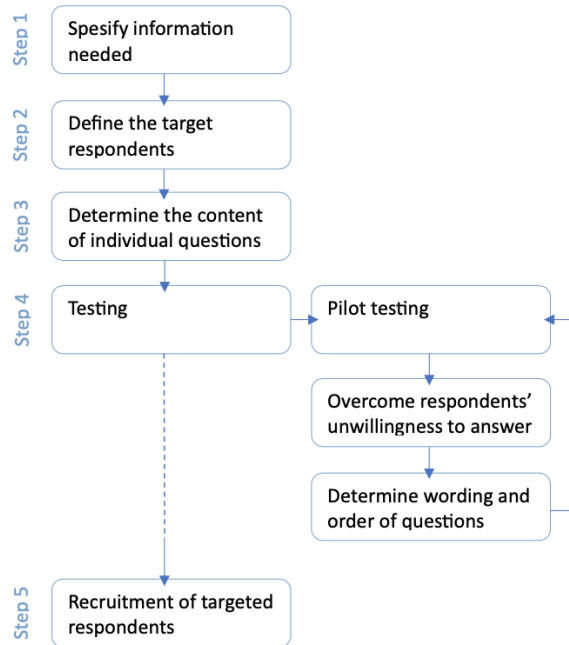 Step 1
Spesify information
needed
Step 2
Define the target
respondents
Step 3
Determine the content
of individual questions
Step 4
Testing
Pilot testing
Overcome respondents’
unwillingness to answer
Determine wording and
order of questions
Step 5
Recruitment of targeted
respondents